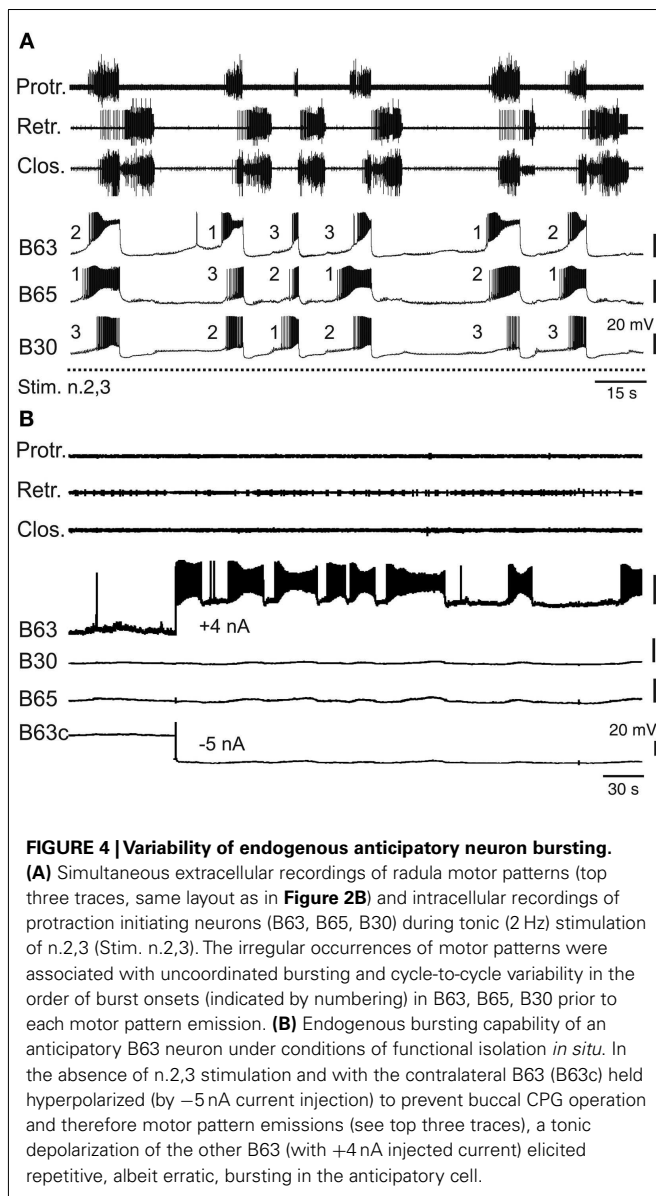 A
Protr.
Retr.
Clos.
2 1 3 3 1 2
B63
1 3 2 1 2 1
B65
20 mV
3 2 1 2 3 3
B30
Stim. n.2,3
15 s
B
Protr.
Retr.
Clos.
+4 nA
B63
B30
B65
B63c
20 mV
-5 nA
30 s
FIGURE 4 | Variability of endogenous anticipatory neuron bursting.
(A) Simultaneous extracellular recordings of radula motor patterns (top
three traces, same layout as in Figure 2B) and intracellular recordings of
protraction initiating neurons (B63, B65, B30) during tonic (2 Hz) stimulation
of n.2,3 (Stim. n.2,3). The irregular occurrences of motor patterns were
associated with uncoordinated bursting and cycle-to-cycle variability in the
order of burst onsets (indicated by numbering) in B63, B65, B30 prior to
each motor pattern emission. (B) Endogenous bursting capability of an
anticipatory B63 neuron under conditions of functional isolation in situ. In
the absence of n.2,3 stimulation and with the contralateral B63 (B63c) held
hyperpolarized (by −5 nA current injection) to prevent buccal CPG operation
and therefore motor pattern emissions (see top three traces), a tonic
depolarization of the other B63 (with +4 nA injected current) elicited
repetitive, albeit erratic, bursting in the anticipatory cell.